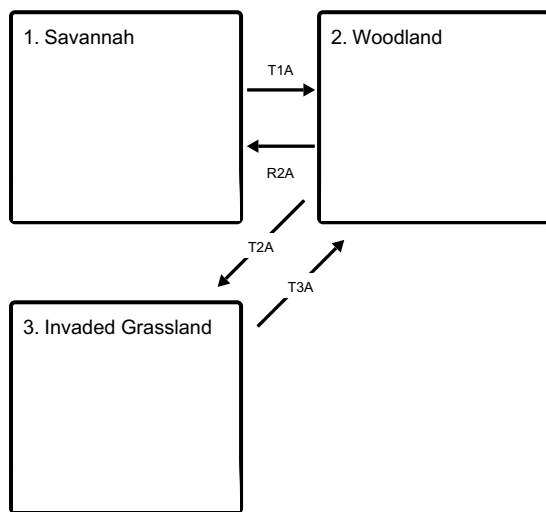 1. Savannah
2. Woodland
T1A
R2A
T2A
T3A
3. Invaded Grassland